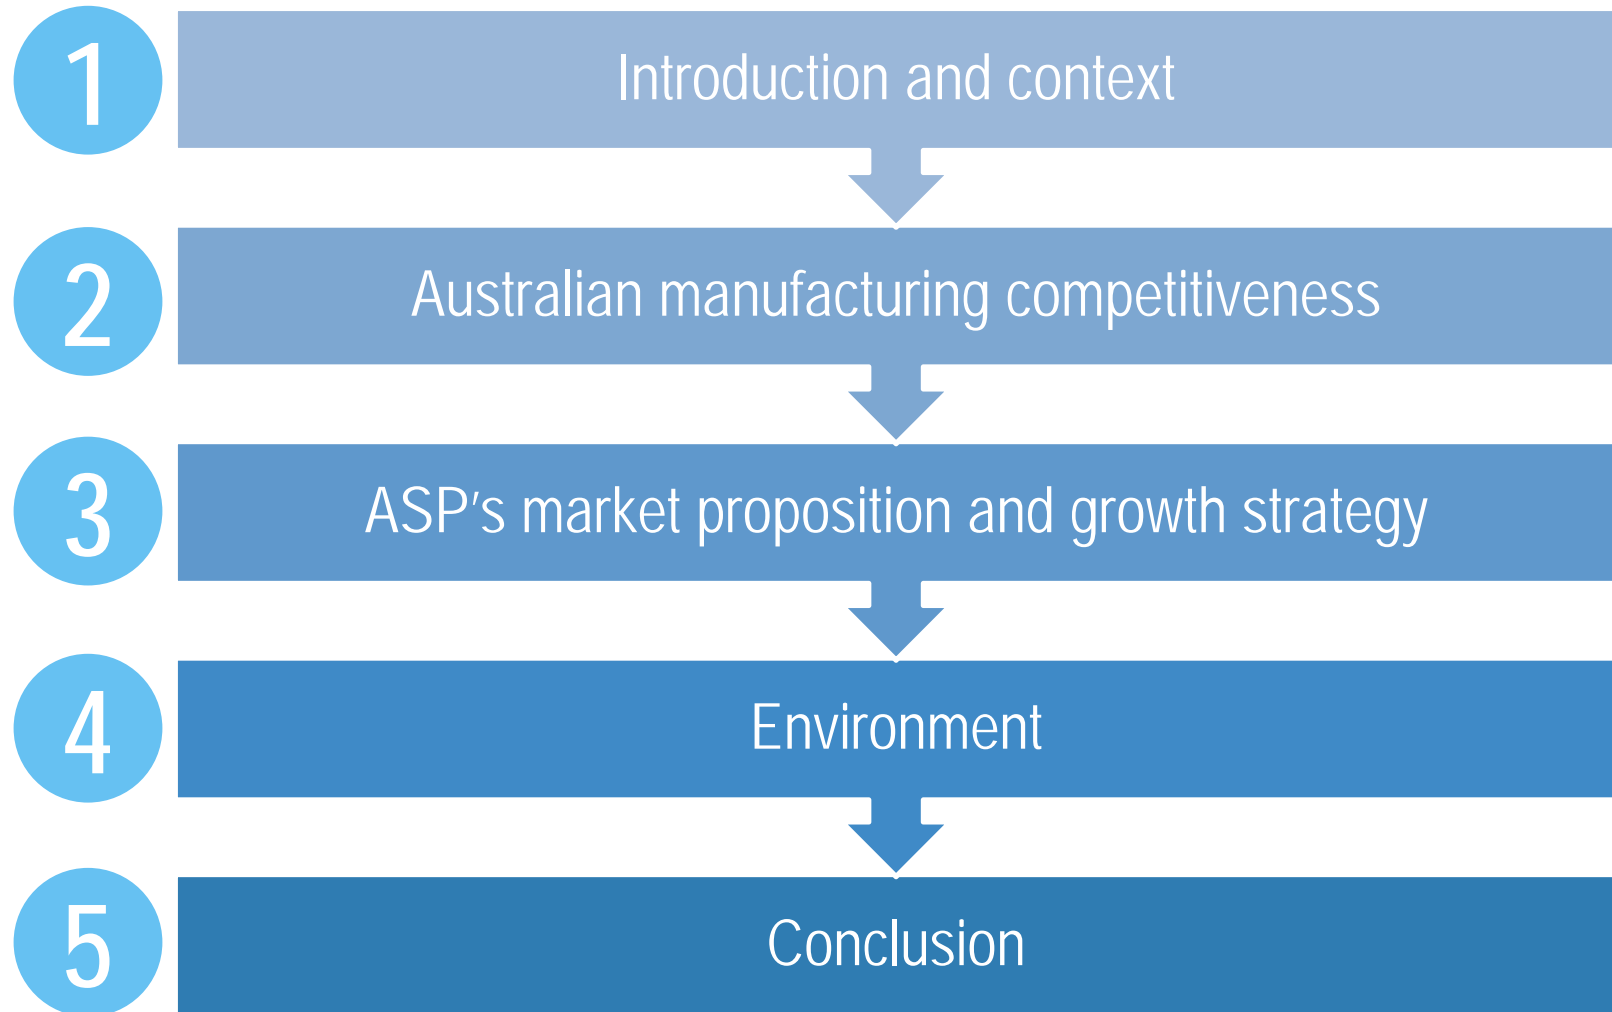 1
Introduction and context
2
Australian manufacturing competitiveness
3
ASP's market proposition and growth strategy
4
Environment
5
Conclusion